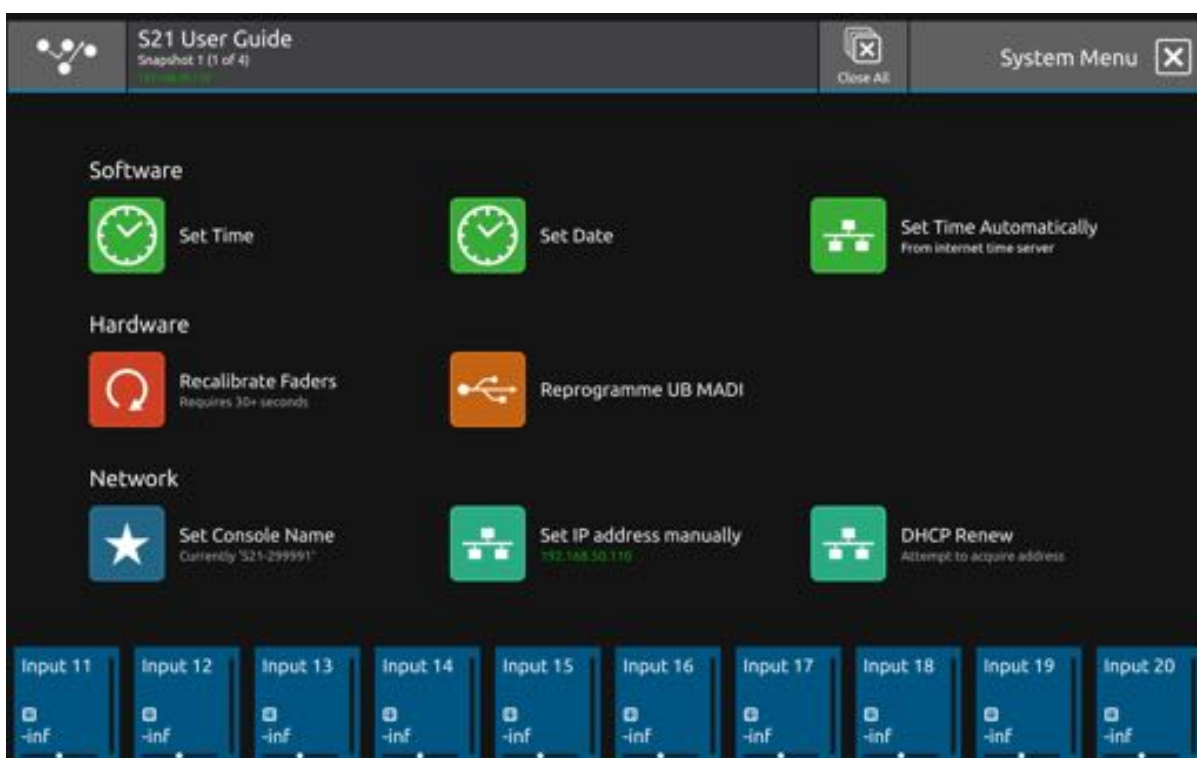 S21 User Guide
Snapshot 1 (1 of 4)
Close All
System Menu
Software
Set Time
Set Date
Set Time Automatically
From internet time server
Hardware
Recalibrate Faders
Requires 30+ seconds
Reprogramme UB MADI
Network
Set Console Name
Currently 'S21-299991'
Set IP address manually
192.168.50.110
DHCP Renew
Attempt to acquire address
Input 11
Input 12
Input 13
Input 14
Input 15
Input 16
Input 17
Input 18
Input 19
Input 20
-inf
-inf
-inf
-inf
-inf
-inf
-inf
-inf
-inf
-inf